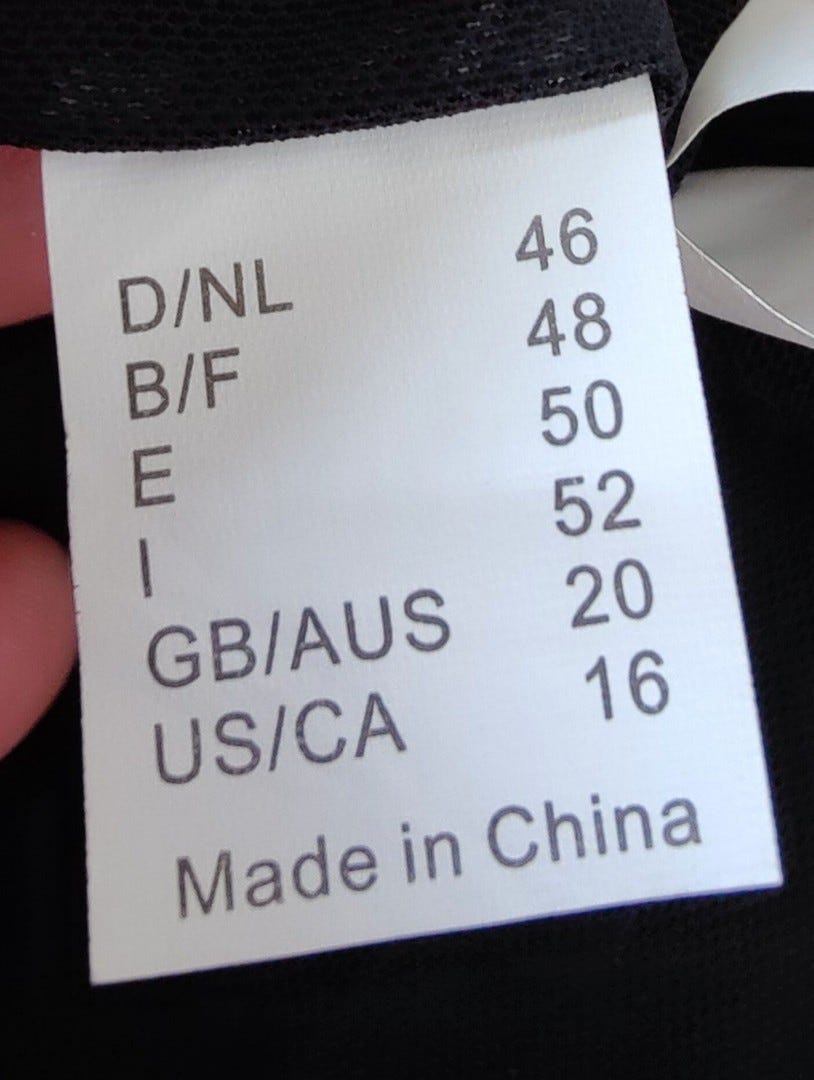 D/NL 46
B/F 48
E 50
I 52
GB/AUS 20
US/CA 16
Made in China